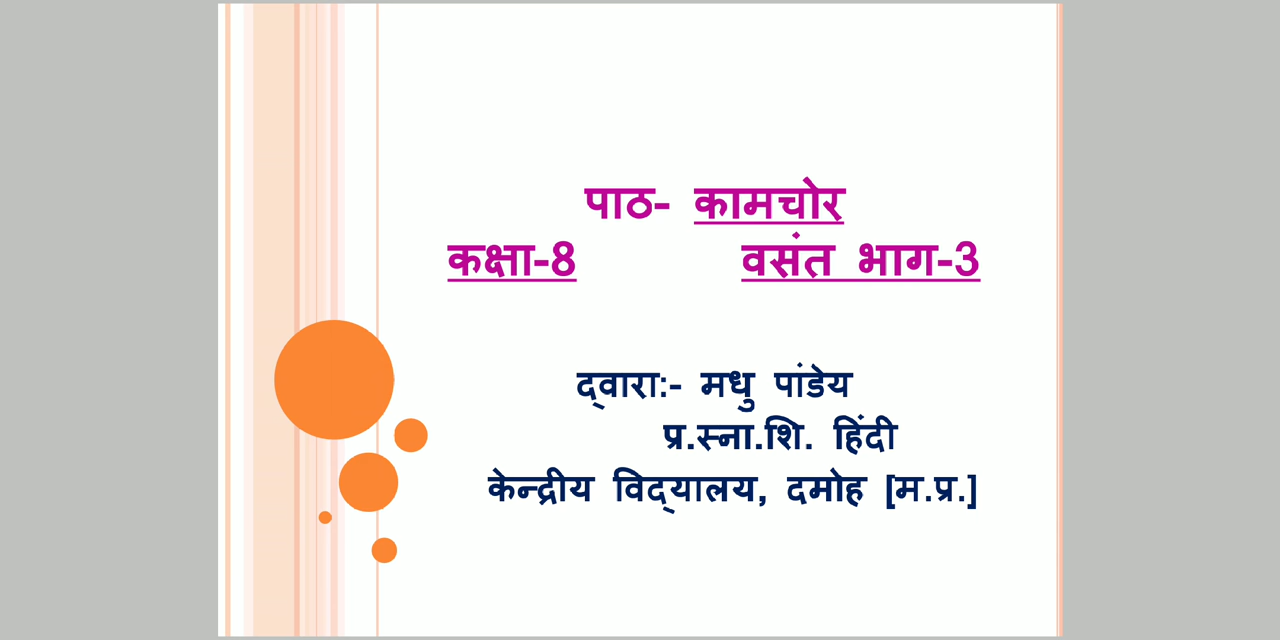 पाठ- कामचोर
कक्षा-8 वसंत भाग-3
द्‌वारा:- मधु पांडेय
प्र.स्ना.शि. हिंदी
केन्द्रीय विद्‌यालय, दमोह [म.प्र.]